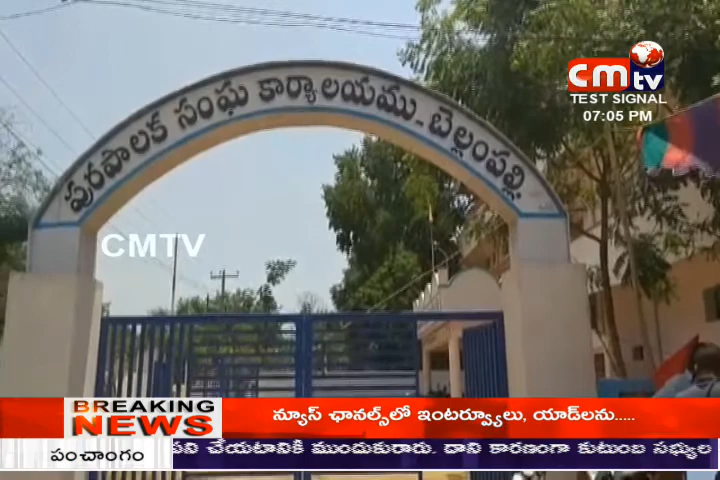 పురపాలక సంఘ కార్యాలయము.. బెల్లంపల్లి.
cmtv
TEST SIGNAL
07:05 PM
CMTV
BREAKING
NEWS
న్యూస్ ఛానల్స్‌లో ఇంటర్వ్యూలు, యాడ్‌లను.....
పంచాంగం
చేయటానికి ముందుకురారు. దాని కారణంగా కుటుంబ సభ్యుల